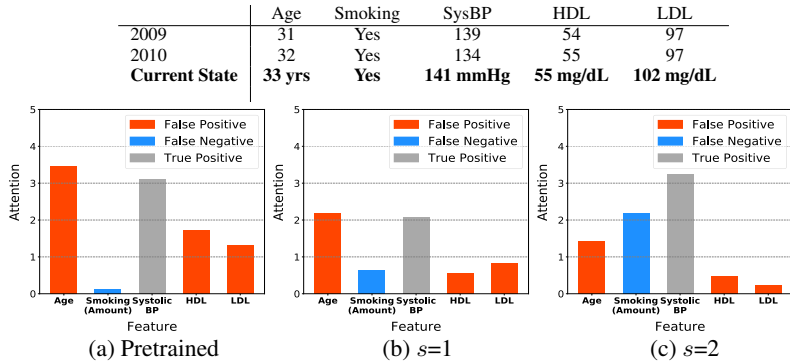 Age Smoking SysBP HDL LDL
2009 31 Yes 139 54 97
2010 32 Yes 134 55 97
Current State 33 yrs Yes 141 mmHg 55 mg/dL 102 mg/dL
5
4
3
2
1
0
Attention
False Positive
False Negative
True Positive
Age Smoking (Amount) Systolic BP HDL LDL
Feature
(a) Pretrained
5
4
3
2
1
0
Attention
False Positive
False Negative
True Positive
Age Smoking (Amount) Systolic BP HDL LDL
Feature
(b) s=1
5
4
3
2
1
0
Attention
False Positive
False Negative
True Positive
Age Smoking (Amount) Systolic BP HDL LDL
Feature
(c) s=2